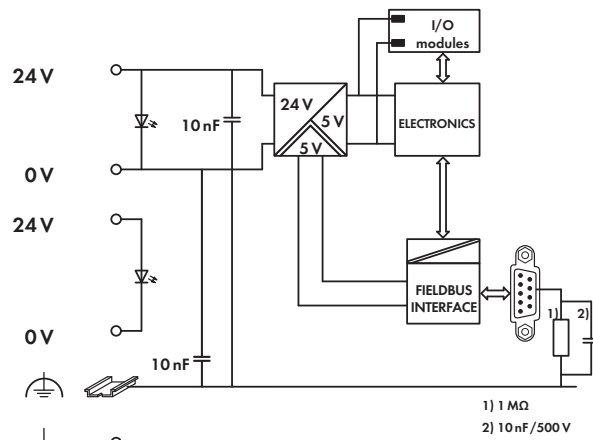 I/O
modules
24 V
24 V
5 V
10 nF
ELECTRONICS
5 V
0 V
24 V
FIELDBUS
INTERFACE
1)
2)
0 V
10 nF
1) 1 MΩ
2) 10 nF/500 V